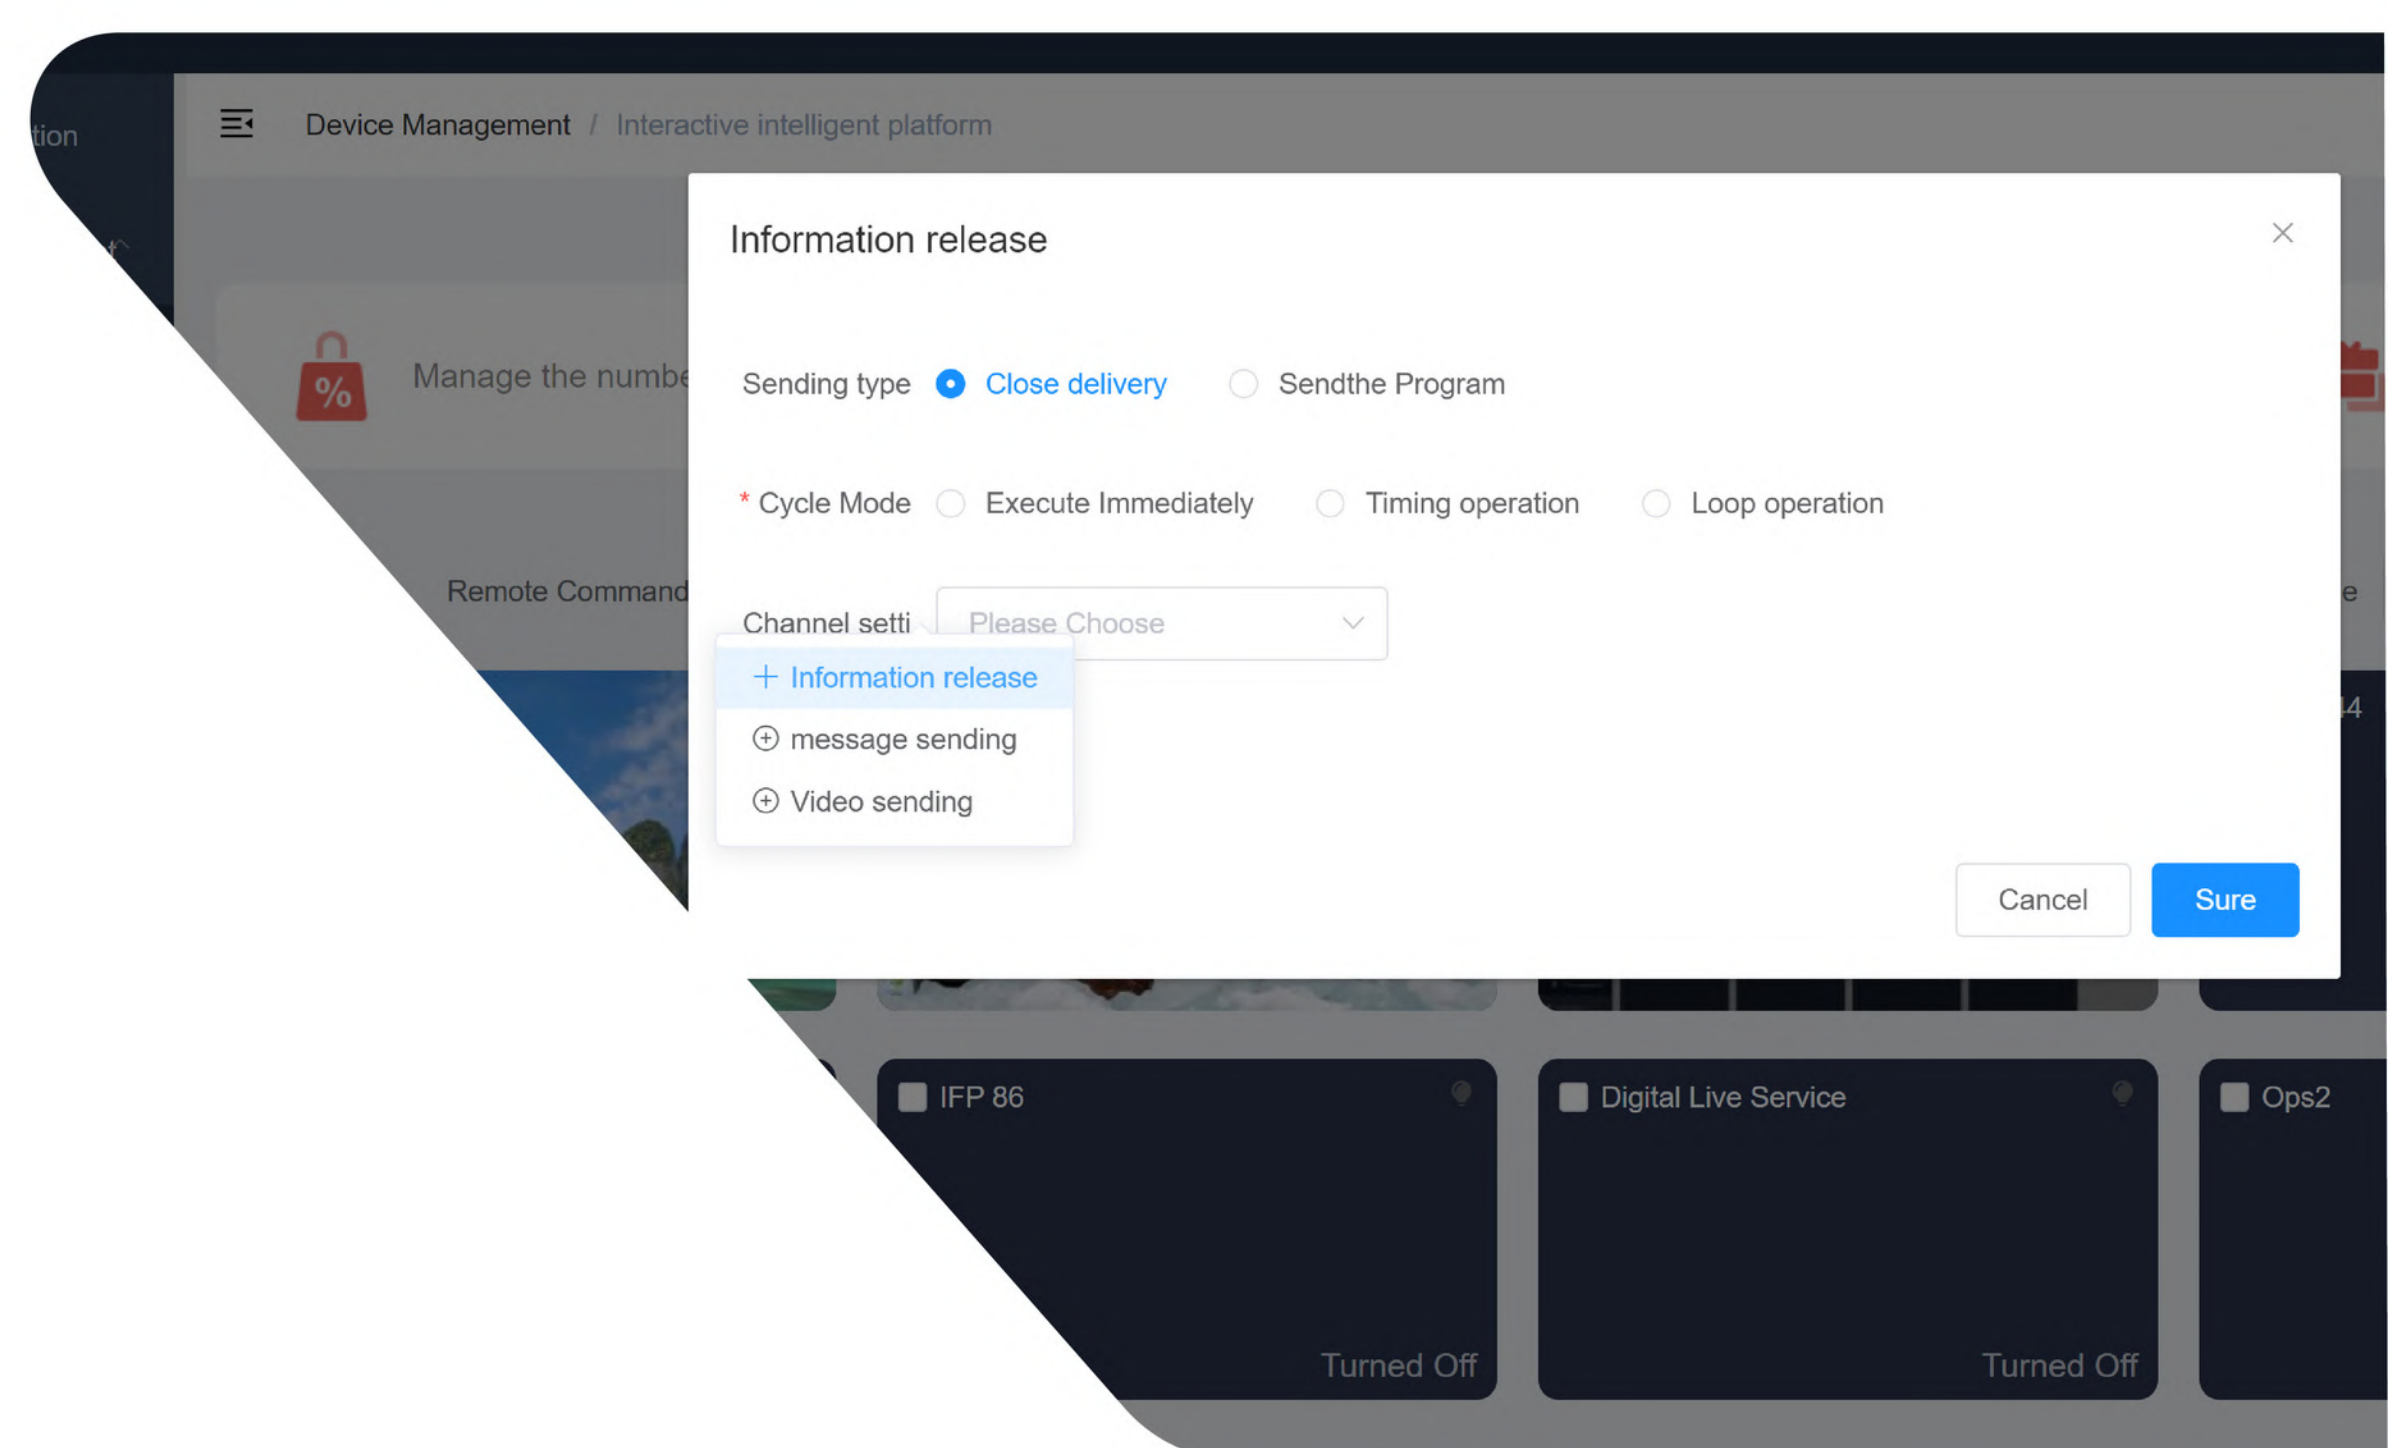 tion
Device Management / Interactive intelligent platform
Information release
%
Manage the numbe
Sending type Close delivery Sendthe Program
* Cycle Mode Execute Immediately Timing operation Loop operation
Remote Command
e
Channel setti Please Choose
Information release
44
message sending
Video sending
Cancel Sure
IFP 86
Digital Live Service
Ops2
Turned Off
Turned Off